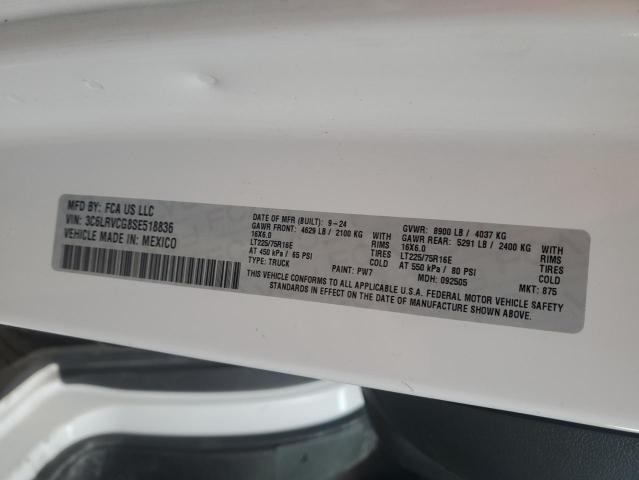 MFD BY: FCA US LLC
VIN: 3C6LRVCG8SE518836
VEHICLE MADE IN: MEXICO
DATE OF MFR (BUILT): 9-24
GAWR FRONT: 4629 LB / 2100 KG WITH
16X6.0 RIMS
LT225/75R16E TIRES
AT 450 kPa / 65 PSI COLD
TYPE: TRUCK PAINT: PW7
GVWR: 8900 LB / 4037 KG
GAWR REAR: 5291 LB / 2400 KG WITH
16X6.0 RIMS
LT225/75R16E TIRES
AT 550 kPa / 80 PSI COLD
MDH: 092505 MKT: 875
THIS VEHICLE CONFORMS TO ALL APPLICABLE U.S.A. FEDERAL MOTOR VEHICLE SAFETY
STANDARDS IN EFFECT ON THE DATE OF MANUFACTURE SHOWN ABOVE.